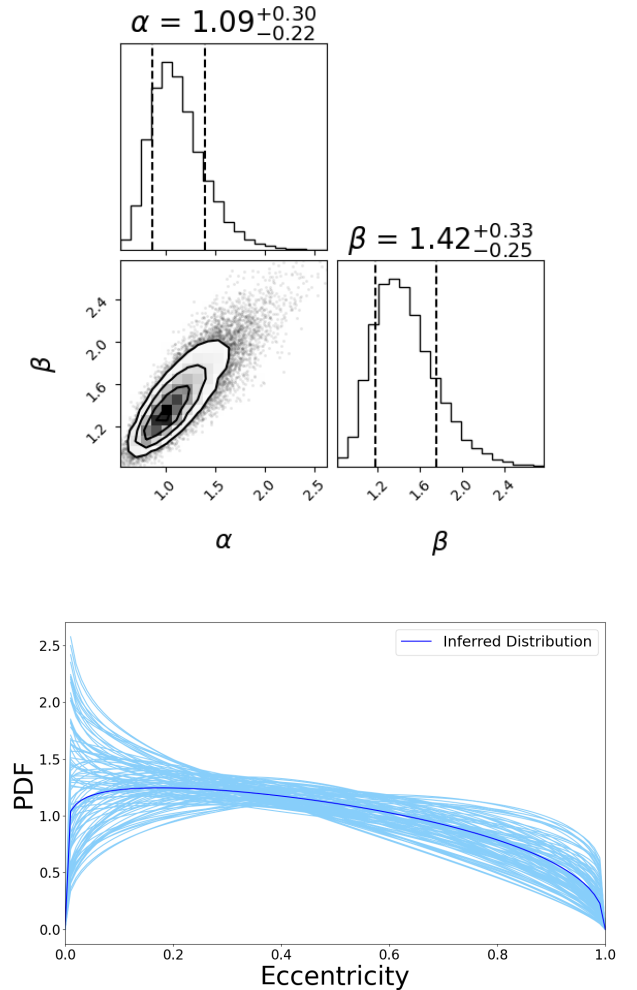 α = 1.09+0.30−0.22
β = 1.42+0.33−0.25
2.4
2.0
1.6
1.2
β
1.0 1.5 2.0 2.5
1.2 1.6 2.0 2.4
α
β
Inferred Distribution
2.5
2.0
1.5
1.0
0.5
0.0
PDF
0.0 0.2 0.4 0.6 0.8 1.0
Eccentricity